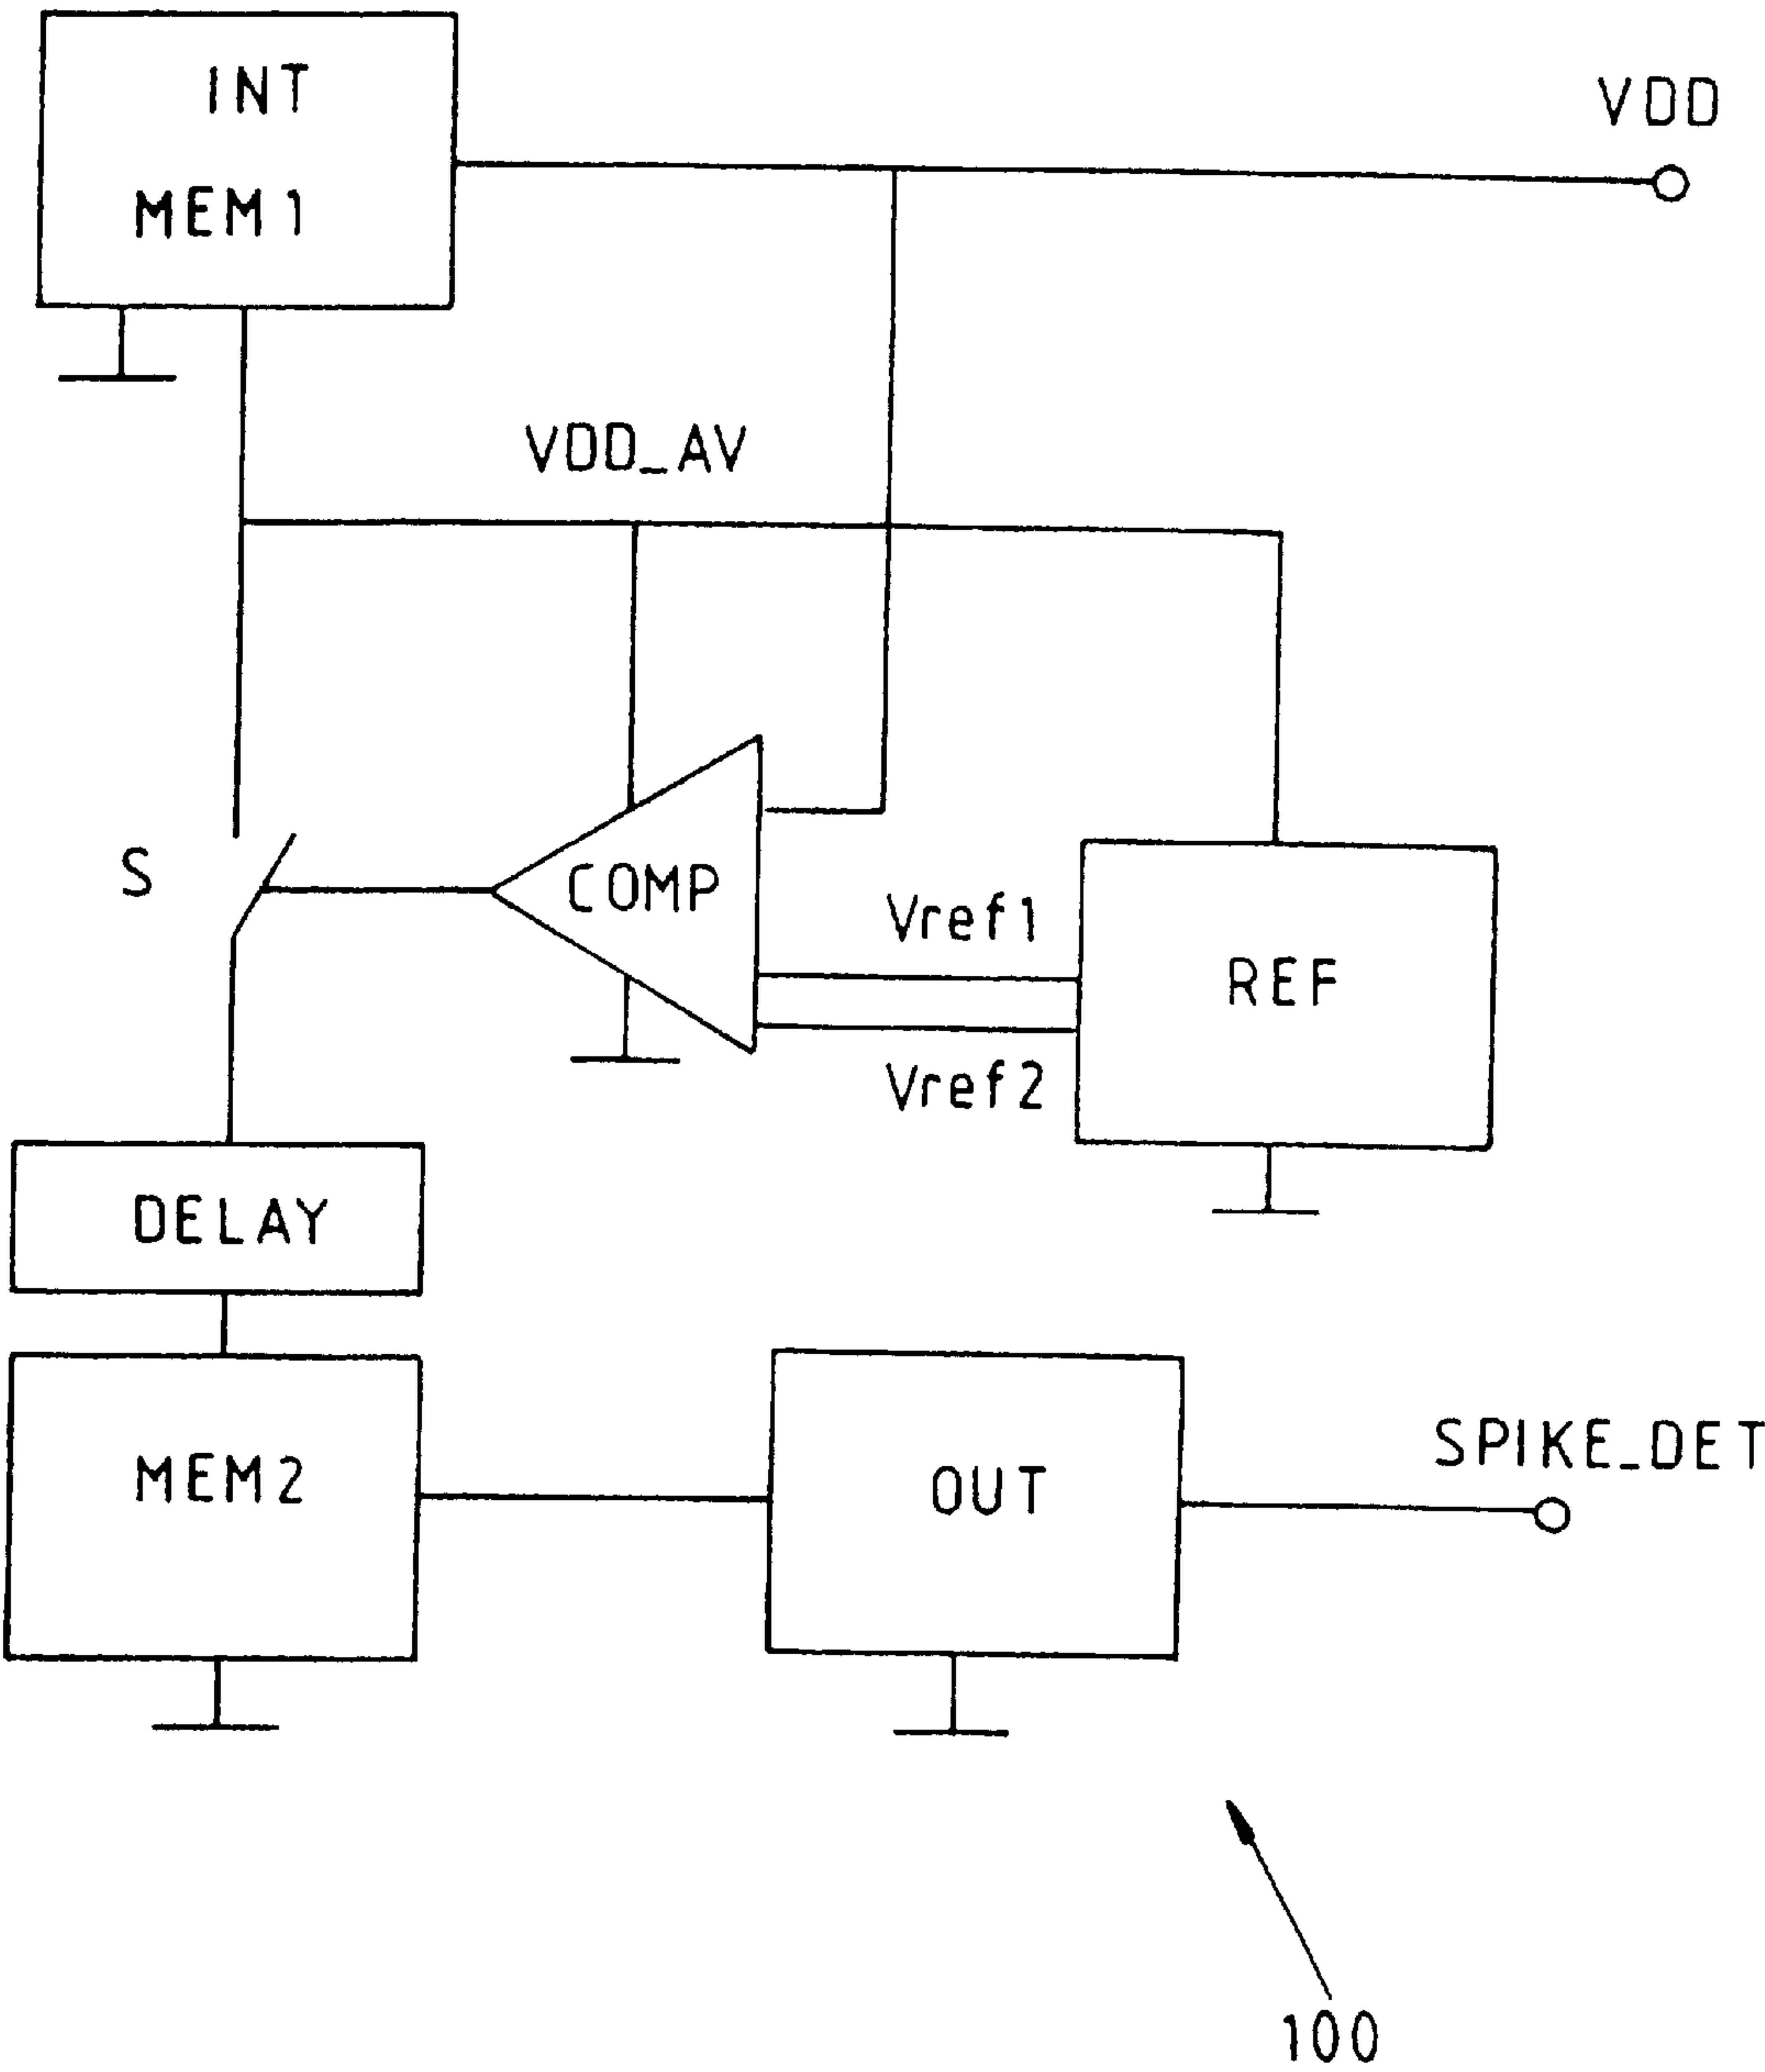 INT
MEM1
VDD
VDD_AV
S
COMP
Vref1
REF
Vref2
DELAY
MEM2
OUT
SPIKE_DET
100